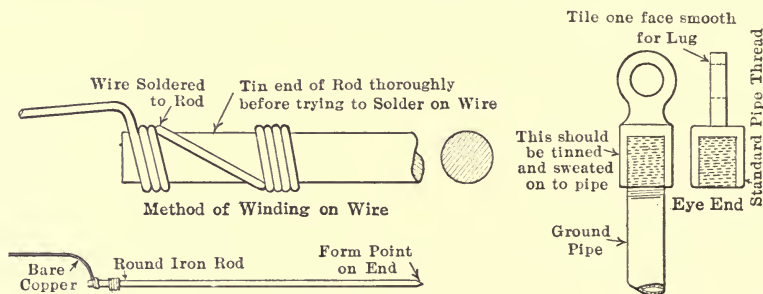 Tile one face smooth
for Lug
Wire Soldered
to Rod
Tin end of Rod thoroughly
before trying to Solder on Wire
This should
be tinned
and sweated
on to pipe
Standard Pipe Thread
Method of Winding on Wire
Eye End
Ground
Pipe
Bare
Copper
Round Iron Rod
Form Point
on End